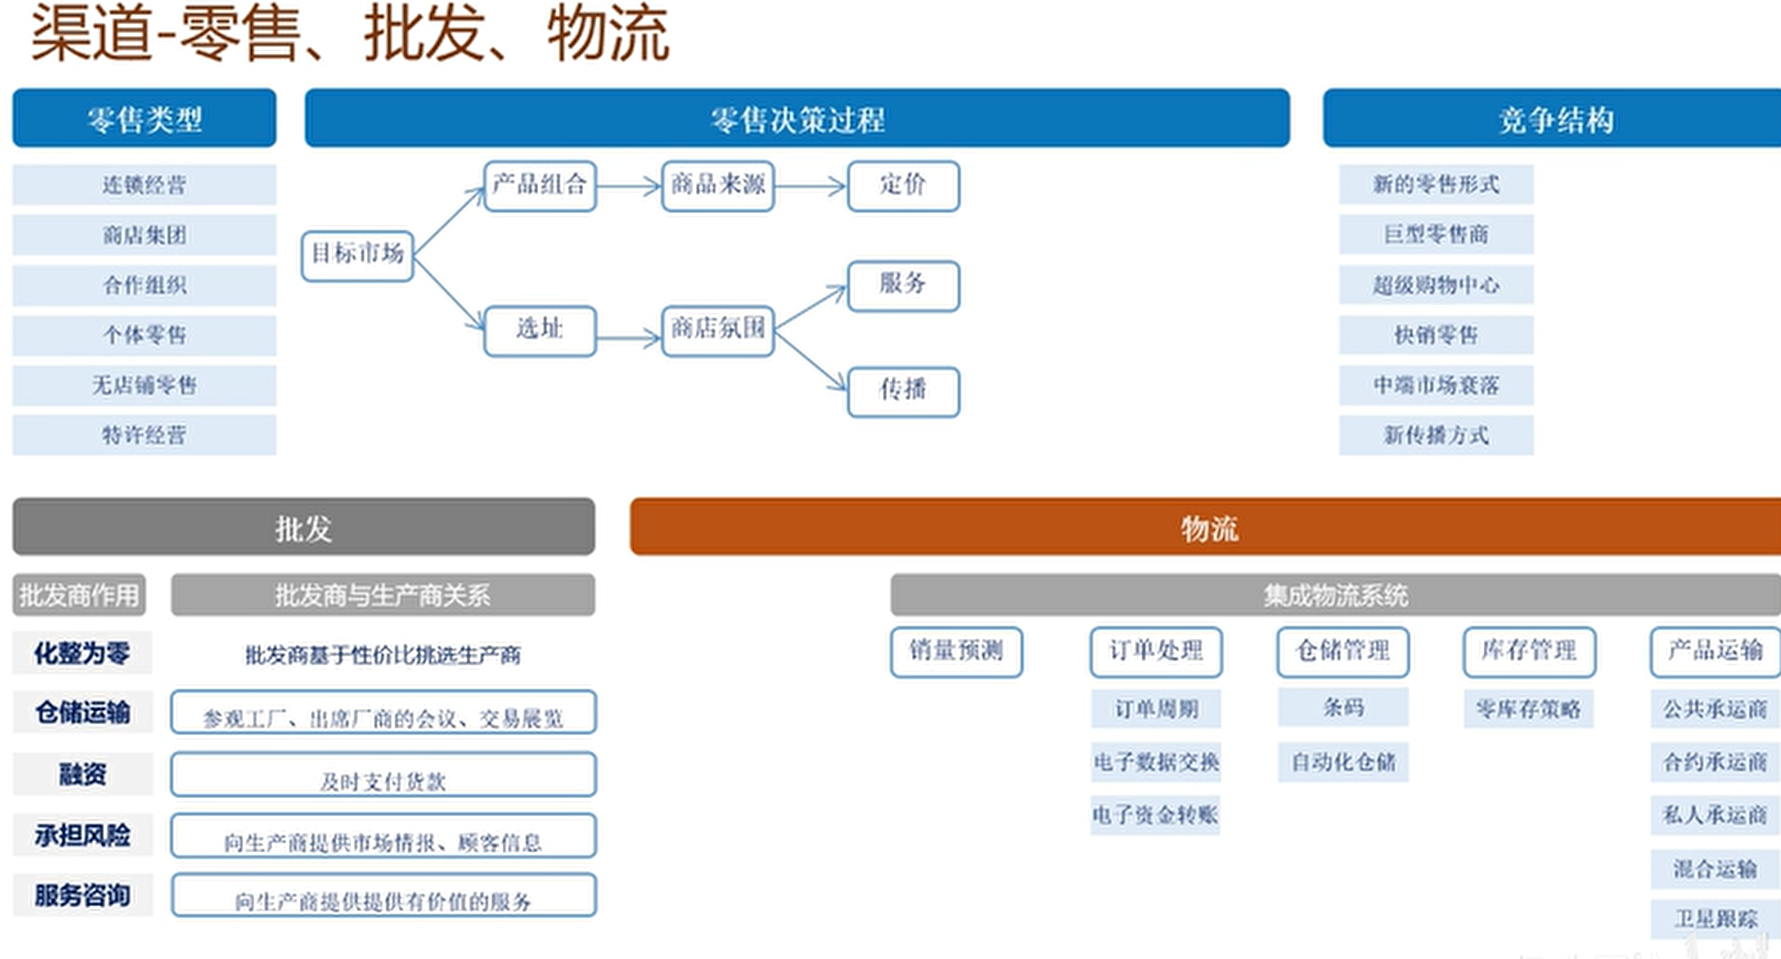 渠道-零售、批发、物流
零售类型
连锁经营
商店集团
合作组织
个体零售
无店铺零售
特许经营
零售决策过程
目标市场
产品组合
商品来源
定价
选址
商店氛围
服务
传播
竞争结构
新的零售形式
巨型零售商
超级购物中心
快销零售
中端市场衰落
新传播方式
批发
批发商作用
化整为零
仓储运输
融资
承担风险
服务咨询
批发商与生产商关系
批发商基于性价比挑选生产商
参观工厂、出席厂商的会议、交易展览
及时支付货款
向生产商提供市场情报、顾客信息
向生产商提供提供有价值的服务
物流
集成物流系统
销量预测
订单处理
订单周期
电子数据交换
电子资金转账
仓储管理
条码
自动化仓储
库存管理
零库存策略
产品运输
公共承运商
合约承运商
私人承运商
混合运输
卫星跟踪